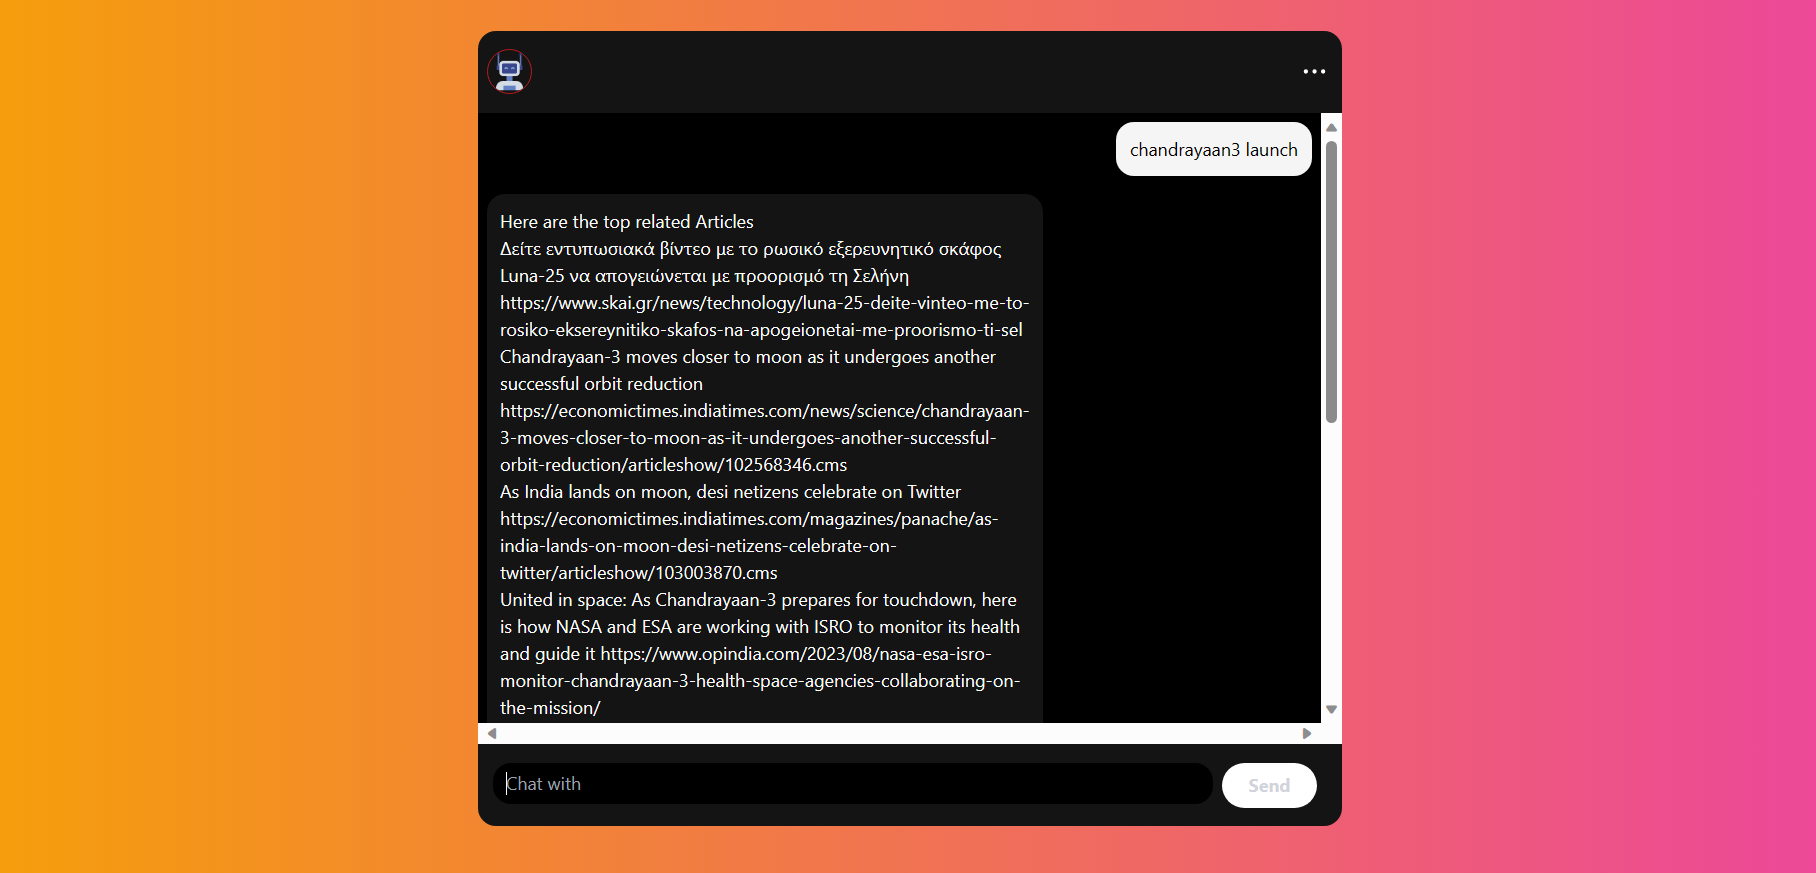 chandrayaan3 launch
Here are the top related Articles
Δείτε εντυπωσιακά βίντεο με το ρωσικό εξερευνητικό σκάφος
Luna-25 να απογειώνεται με προορισμό τη Σελήνη
https://www.skai.gr/news/technology/luna-25-deite-vinteo-me-to-
rosiko-eksereynitiko-skafos-na-apogeionetai-me-proorismo-ti-sel
Chandrayaan-3 moves closer to moon as it undergoes another
successful orbit reduction
https://economictimes.indiatimes.com/news/science/chandrayaan-
3-moves-closer-to-moon-as-it-undergoes-another-successful-
orbit-reduction/articleshow/102568346.cms
As India lands on moon, desi netizens celebrate on Twitter
https://economictimes.indiatimes.com/magazines/panache/as-
india-lands-on-moon-desi-netizens-celebrate-on-
twitter/articleshow/103003870.cms
United in space: As Chandrayaan-3 prepares for touchdown, here
is how NASA and ESA are working with ISRO to monitor its health
and guide it https://www.opindia.com/2023/08/nasa-esa-isro-
monitor-chandrayaan-3-health-space-agencies-collaborating-on-
the-mission/
Chat with
Send